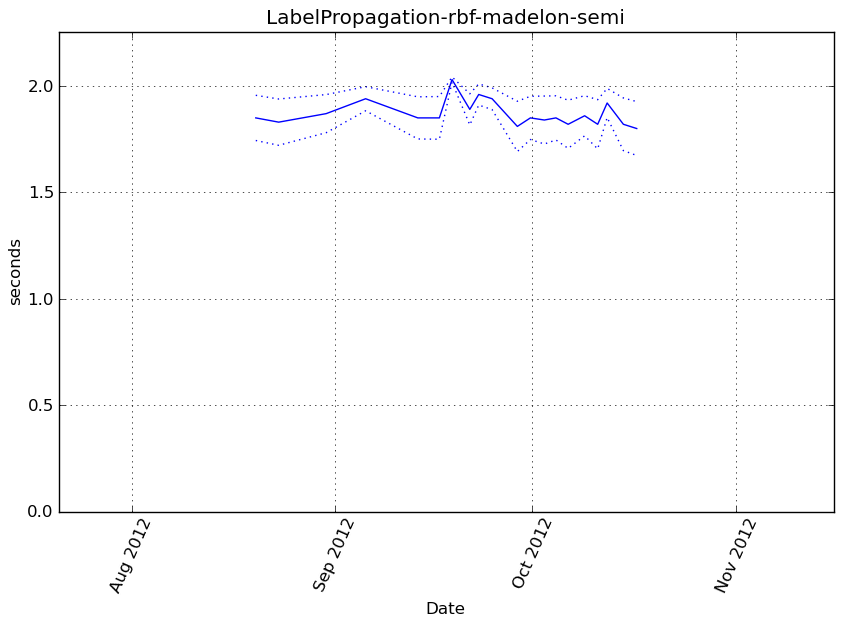 LabelPropagation-rbf-madelon-semi
2.0
1.5
1.0
0.5
0.0
seconds
Aug 2012
Sep 2012
Oct 2012
Nov 2012
Date